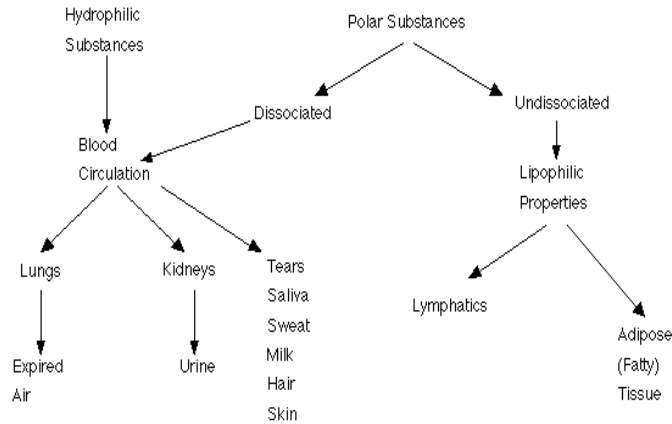 Hydrophilic
Substances
Polar Substances
Dissociated
Undissociated
Blood
Circulation
Lipophilic
Properties
Lungs
Kidneys
Tears
Saliva
Sweat
Milk
Hair
Skin
Lymphatics
Expired
Air
Urine
Adipose
(Fatty)
Tissue